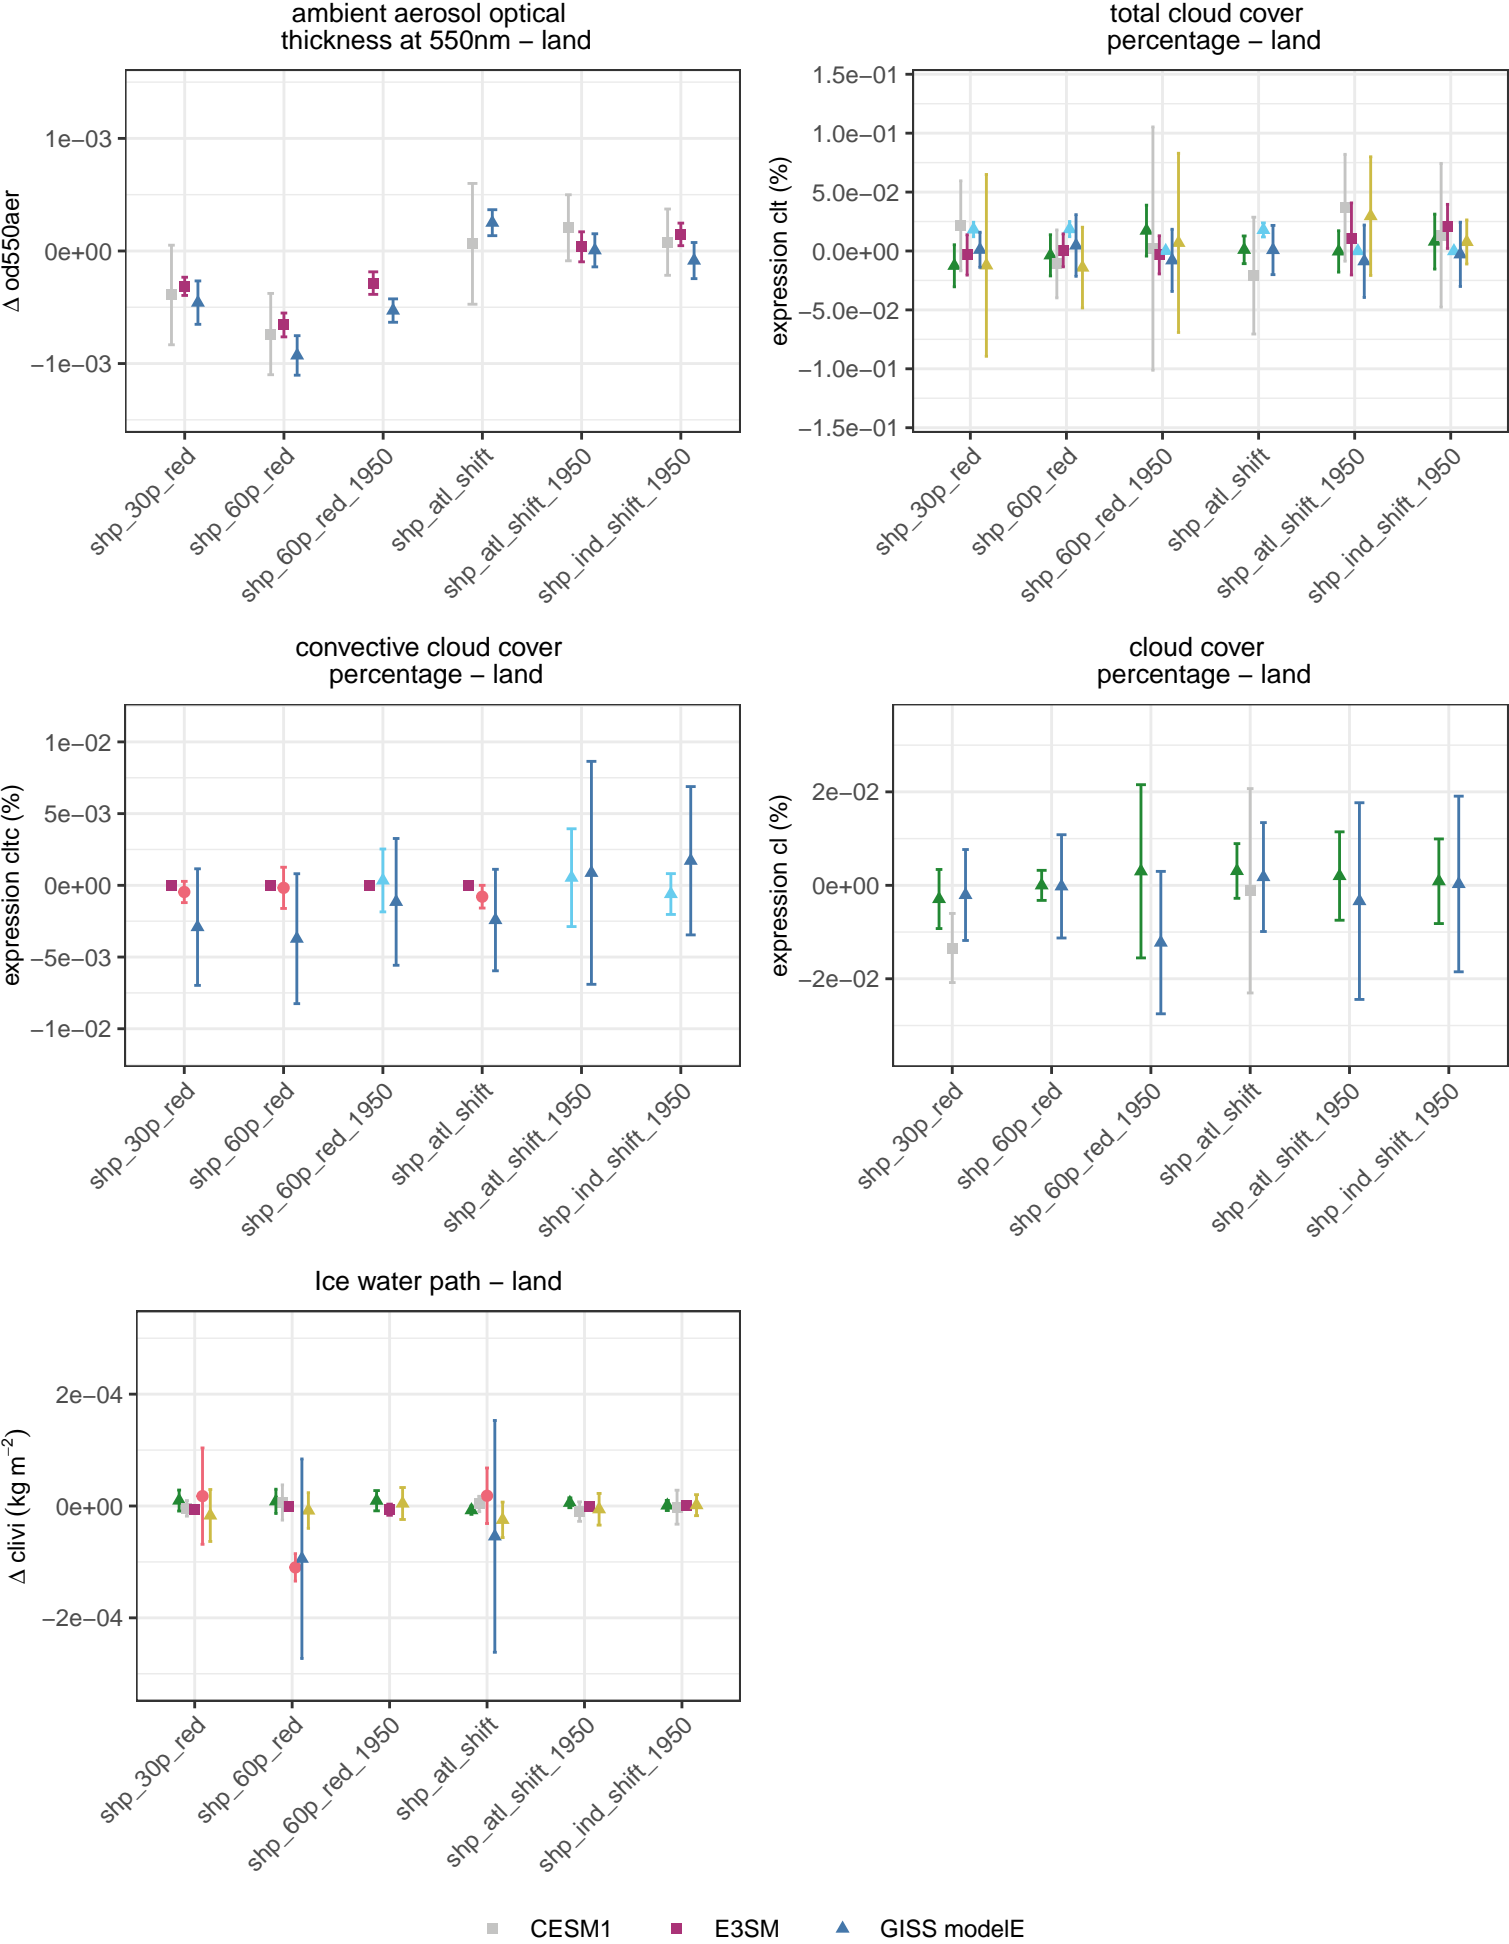 ambient aerosol optical
thickness at 550nm − land
Δ od550aer
1e−03
0e+00
−1e−03
shp_30p_red
shp_60p_red
shp_60p_red_1950
shp_atl_shift
shp_atl_shift_1950
shp_ind_shift_1950
total cloud cover
percentage − land
expression clt (%)
1.5e−01
1.0e−01
5.0e−02
0.0e+00
−5.0e−02
−1.0e−01
−1.5e−01
shp_30p_red
shp_60p_red
shp_60p_red_1950
shp_atl_shift
shp_atl_shift_1950
shp_ind_shift_1950
convective cloud cover
percentage − land
expression cltc (%)
1e−02
5e−03
0e+00
−5e−03
−1e−02
shp_30p_red
shp_60p_red
shp_60p_red_1950
shp_atl_shift
shp_atl_shift_1950
shp_ind_shift_1950
cloud cover
percentage − land
expression cl (%)
2e−02
0e+00
−2e−02
shp_30p_red
shp_60p_red
shp_60p_red_1950
shp_atl_shift
shp_atl_shift_1950
shp_ind_shift_1950
Ice water path − land
Δ clivi (kg m⁻²)
2e−04
0e+00
−2e−04
shp_30p_red
shp_60p_red
shp_60p_red_1950
shp_atl_shift
shp_atl_shift_1950
shp_ind_shift_1950
CESM1 E3SM GISS modelE